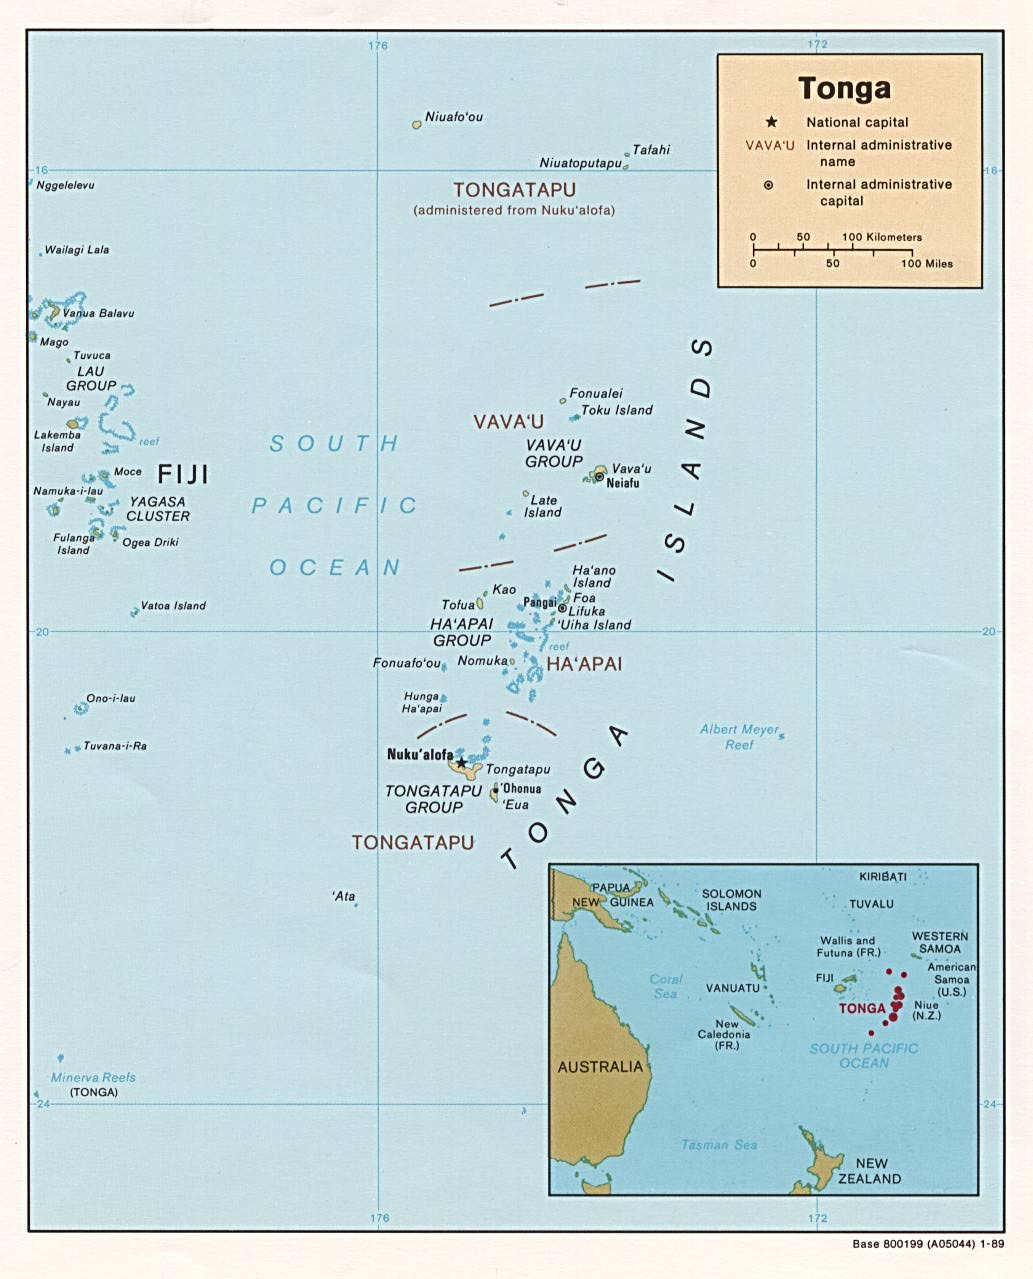 176
172
Tonga
National capital
VAVA‘U Internal administrative
name
Internal administrative
capital
0 50 100 Kilometers
0 50 100 Miles
Niuafo‘ou
Tafahi
Niuatoputapu
16
16
TONGATAPU
(administered from Nuku‘alofa)
Nggelelevu
Wailagi Lala
Vanua Balavu
Mago
Tuvuca
LAU
GROUP
Nayau
Lakemba
Island
reef
Moce
FIJI
Namuka-i-lau
YAGASA
CLUSTER
Fulanga
Island
Ogea Driki
Vatoa Island
SOUTH
PACIFIC
OCEAN
Fonualei
Toku Island
VAVA‘U
VAVA‘U
GROUP
Vava‘u
Neiafu
Late
Island
TONGA ISLANDS
Ha‘ano
Island
Kao
Foa
Pangai
Lifuka
Tofua
‘Uiha Island
HA‘APAI
GROUP
20
20
reef
HA‘APAI
Fonuafo‘ou
Nomuka
Hunga
Ha‘apai
Ono-i-lau
Tuvana-i-Ra
Albert Meyer
Reef
Nuku‘alofa
Tongatapu
TONGATAPU
GROUP
‘Ohonua
‘Eua
TONGATAPU
‘Ata
Minerva Reefs
(TONGA)
24
24
KIRIBATI
PAPUA
NEW GUINEA
SOLOMON
ISLANDS
TUVALU
Wallis and
Futuna (FR.)
WESTERN
SAMOA
American
Samoa
(U.S.)
Coral
Sea
VANUATU
FIJI
TONGA
Niue
(N.Z.)
New
Caledonia
(FR.)
SOUTH PACIFIC
OCEAN
AUSTRALIA
Tasman Sea
NEW
ZEALAND
176
172
Base 800199 (A05044) 1-89